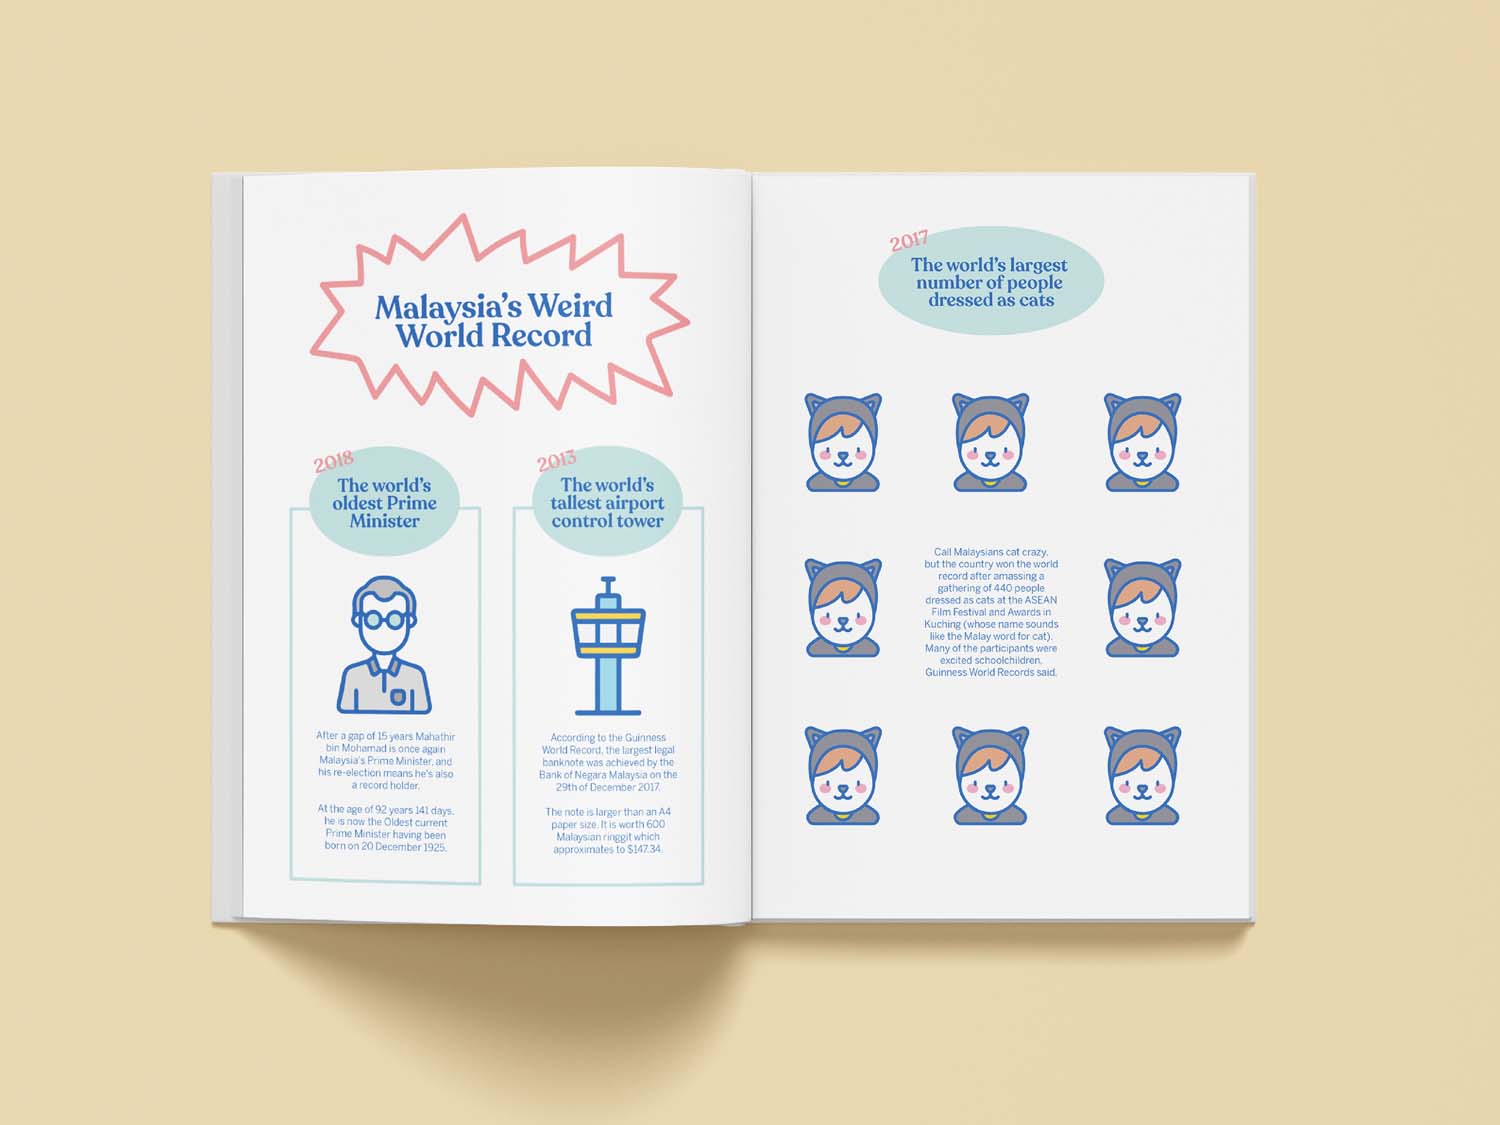 Malaysia's Weird
World Record
2018
The world's
oldest Prime
Minister
After a gap of 15 years Mahathir
bin Mohamad is once again
Malaysia's Prime Minister, and
his re-election means he's also
a record holder.
At the age of 92 years 141 days,
he is now the Oldest current
Prime Minister having been
born on 20 December 1925.
2013
The world's
tallest airport
control tower
According to the Guinness
World Record, the largest legal
banknote was achieved by the
Bank of Negara Malaysia on the
29th of December 2017.
The note is larger than an A4
paper size. It is worth 600
Malaysian ringgit which
approximates to $147.34.
2017
The world's largest
number of people
dressed as cats
Call Malaysians cat crazy,
but the country won the world
record after amassing a
gathering of 440 people
dressed as cats at the ASEAN
Film Festival and Awards in
Kuching (whose name sounds
like the Malay word for cat).
Many of the participants were
excited schoolchildren,
Guinness World Records said.